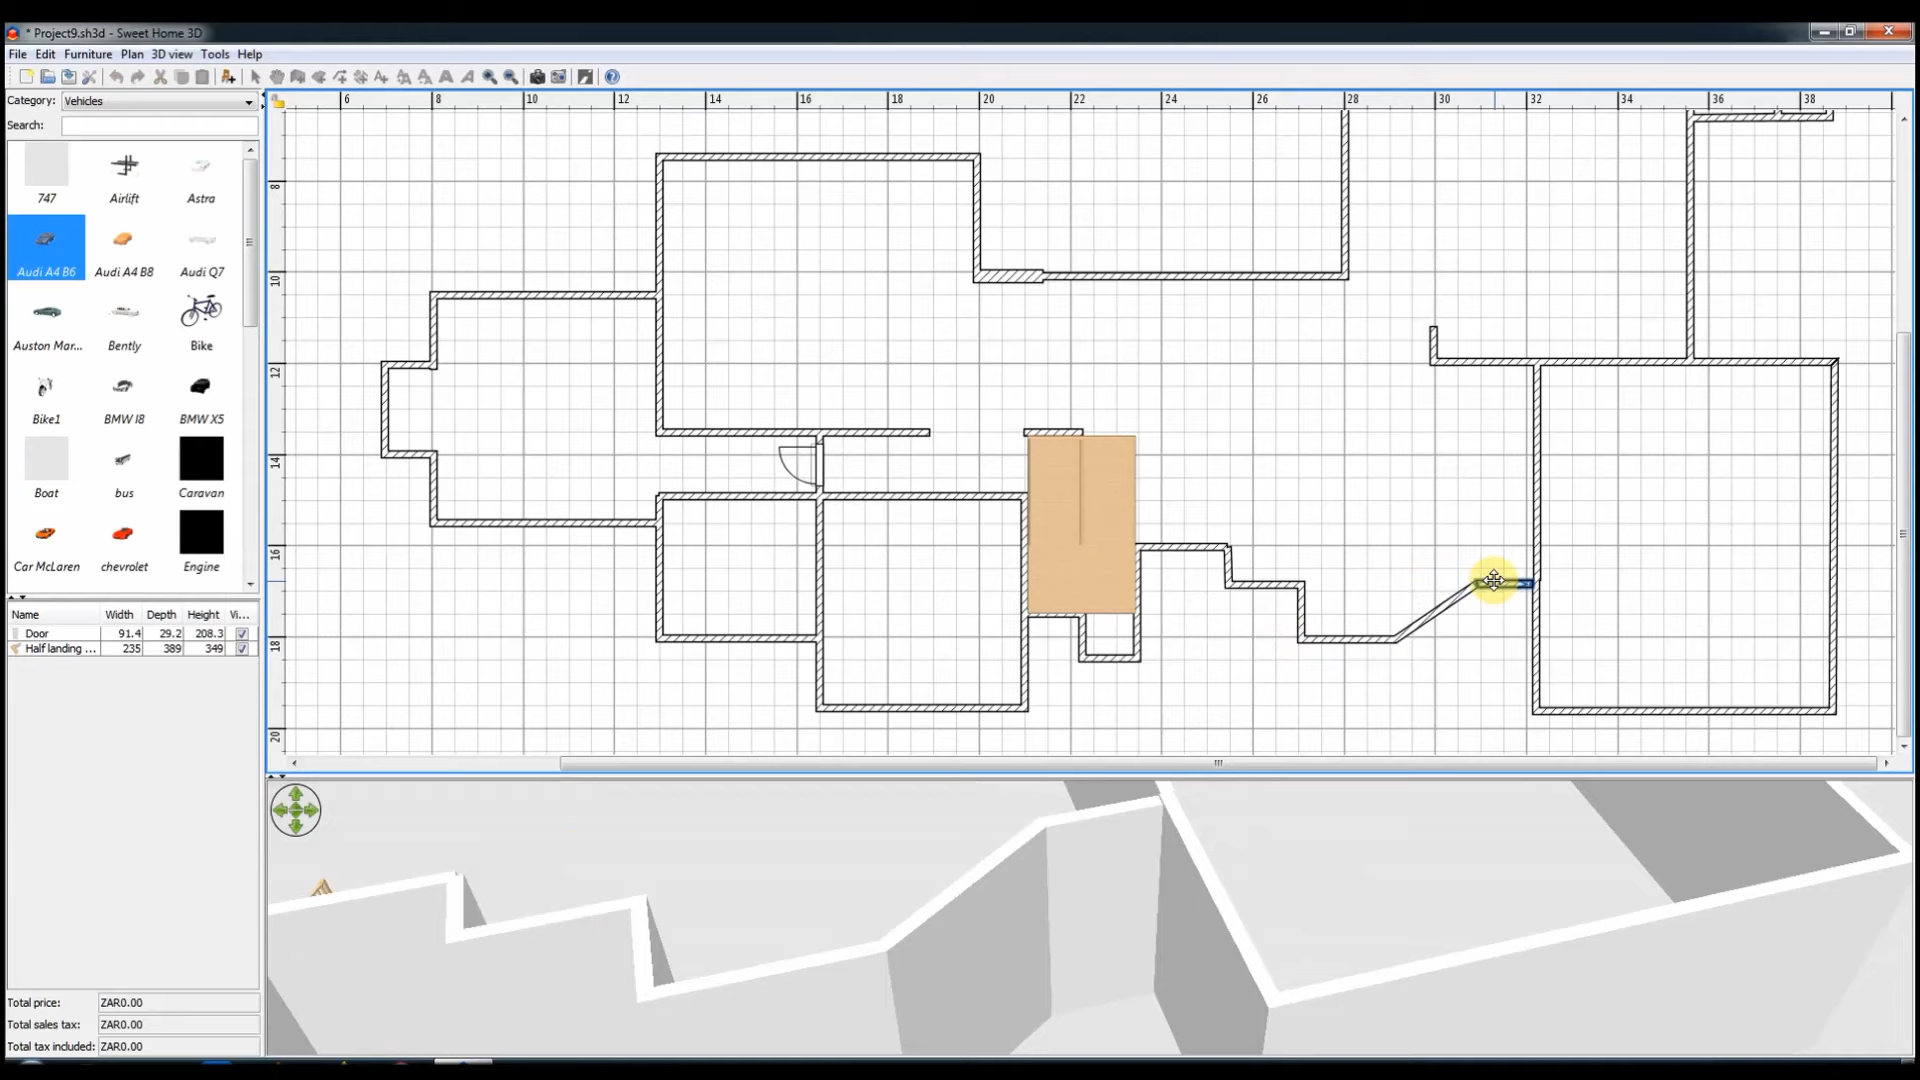 * Project9.sh3d - Sweet Home 3D
File Edit Furniture Plan 3D view Tools Help
Category: Vehicles
Search:
747 Airlift Astra
Audi A4 B6 Audi A4 B8 Audi Q7
Auston Mar... Bently Bike
Bike1 BMW I8 BMW X5
Boat bus Caravan
Car McLaren chevrolet Engine
Name Width Depth Height Vi...
Door 91.4 29.2 208.3
Half landing ... 235 389 349
Total price: ZAR0.00
Total sales tax: ZAR0.00
Total tax included: ZAR0.00
6 8 10 12 14 16 18 20 22 24 26 28 30 32 34 36 38
8
10
12
14
16
18
20